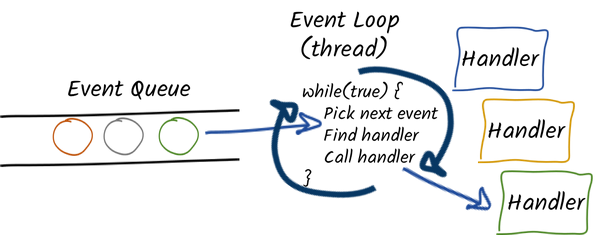 Event Queue
Event Loop
(thread)
while(true) {
Pick next event
Find handler
Call handler
}
Handler
Handler
Handler